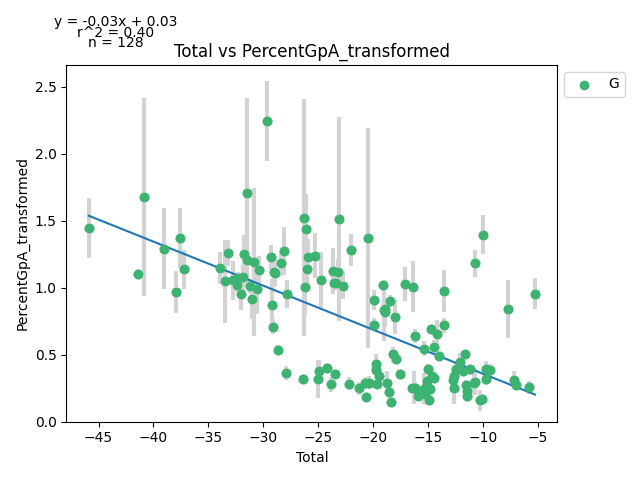 y = -0.03x + 0.03
r^2 = 0.40
n = 128
Total vs PercentGpA_transformed
G
PercentGpA_transformed
2.5
2.0
1.5
1.0
0.5
0.0
−45
−40
−35
−30
−25
−20
−15
−10
−5
Total